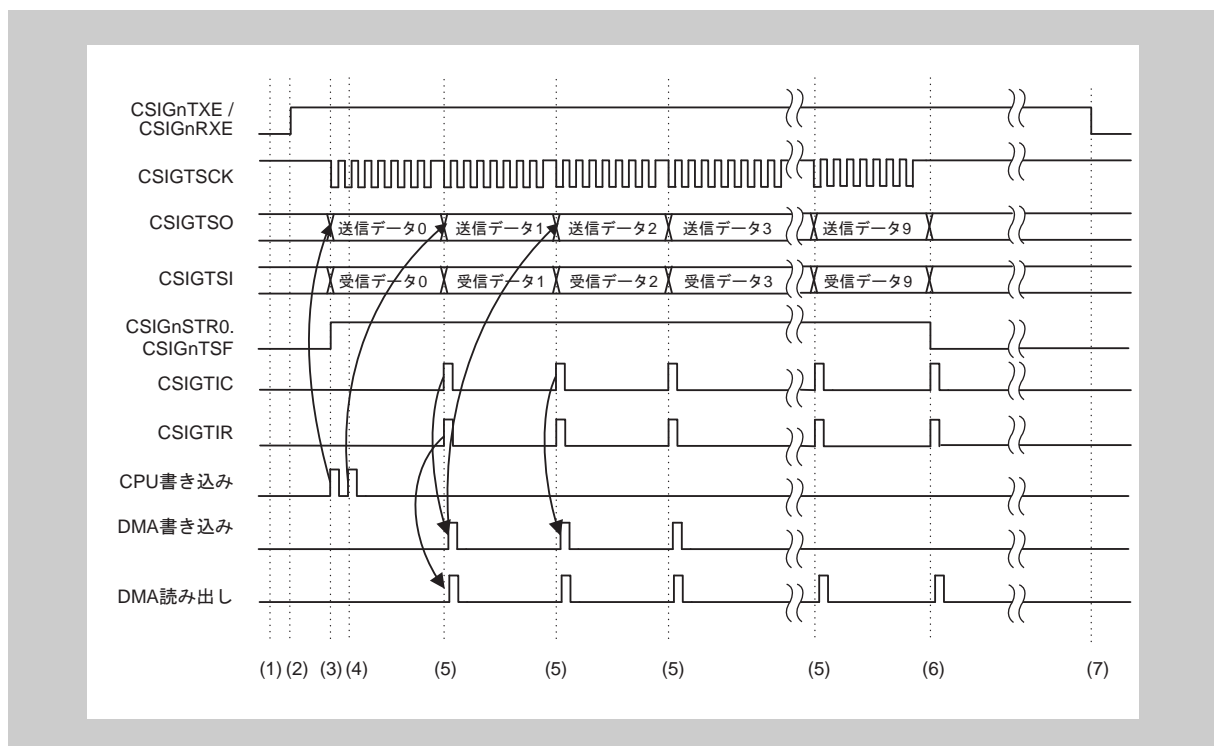 CSIGnTXE /
CSIGnRXE
CSIGTSCK
CSIGTSO
送信データ0 送信データ1 送信データ2 送信データ3 送信データ9
CSIGTSI
受信データ0 受信データ1 受信データ2 受信データ3 受信データ9
CSIGnSTR0.
CSIGnTSF
CSIGTIC
CSIGTIR
CPU書き込み
DMA書き込み
DMA読み出し
(1) (2) (3) (4) (5) (5) (5) (5) (6) (7)